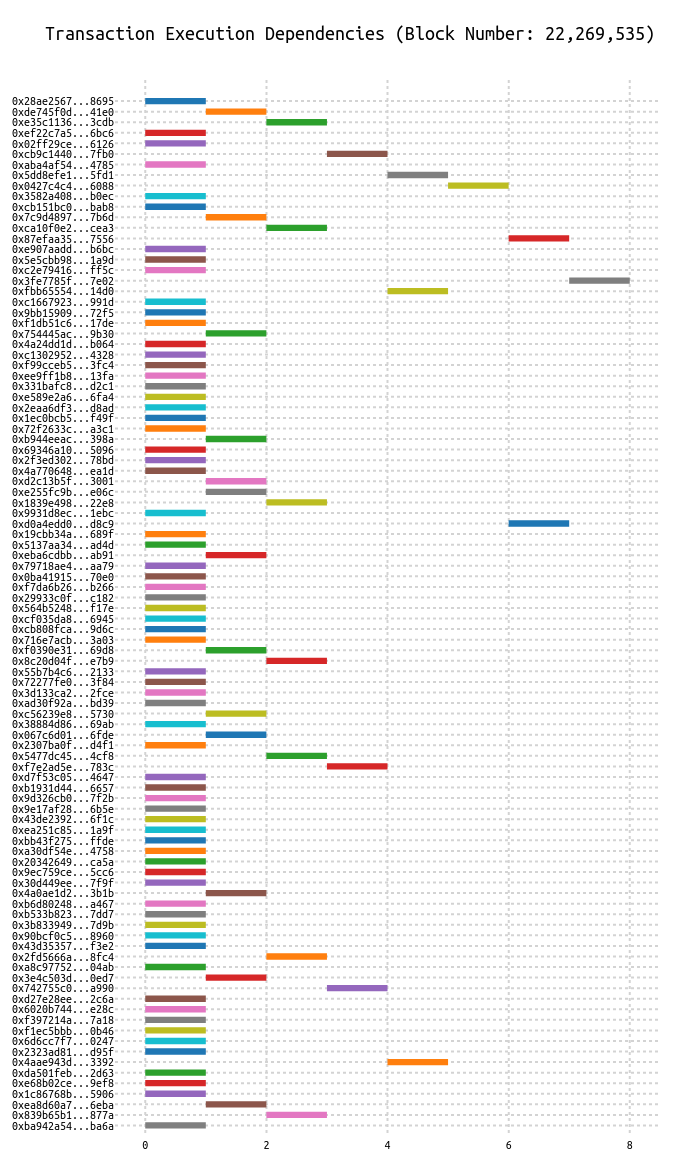 Transaction Execution Dependencies (Block Number: 22,269,535)
0x28ae2567...8695
0xde745f0d...41e0
0xe35c1136...3cdb
0xef22c7a5...6bc6
0x02ff29ce...6126
0xcb9c1440...7fb0
0xaba4af54...4785
0x5dd8efe1...5fd1
0x0427c4c4...6088
0x3582a408...b0ec
0xcb151bc0...bab8
0x7c9d4897...7b6d
0xca10f0e2...cea3
0x87efaa35...7556
0xe907aadd...b6bc
0x5e5cbb98...1a9d
0xc2e79416...ff5c
0x3fe7785f...7e02
0xfbb65554...14d0
0xc1667923...991d
0x9bb15909...72f5
0xf1db51c6...17de
0x754445ac...9b30
0x4a24dd1d...b064
0xc1302952...4328
0xf99cceb5...3fc4
0xee9ff1b8...13fa
0x331bafc8...d2c1
0xe589e2a6...6fa4
0x2eaa6df3...d8ad
0x1ec0bcb5...f49f
0x72f2633c...a3c1
0xb944eeac...398a
0x69346a10...5096
0x2f3ed302...78bd
0x4a770648...ea1d
0xd2c13b5f...3001
0xe255fc9b...e06c
0x1839e498...22e8
0x9931d8ec...1ebc
0xd0a4edd0...d8c9
0x19cbb34a...689f
0x5137aa34...ad4d
0xeba6cdbb...ab91
0x79718ae4...aa79
0x0ba41915...70e0
0xf7da6b26...b266
0x29933c0f...c182
0x564b5248...f17e
0xcf035da8...6945
0xcb808fca...9d6c
0x716e7acb...3a03
0xf0390e31...69d8
0x8c20d04f...e7b9
0x55b7b4c6...2133
0x72277fe0...3f84
0x3d133ca2...2fce
0xad30f92a...bd39
0xc56239e8...5730
0x38884d86...69ab
0x067c6d01...6fde
0x2307ba0f...d4f1
0x5477dc45...4cf8
0xf7e2ad5e...783c
0xd7f53c05...4647
0xb1931d44...6657
0x9d326cb0...7f2b
0x9e17af28...6b5e
0x43de2392...6f1c
0xea251c85...1a9f
0xbb43f275...ffde
0xa30df54e...4758
0x20342649...ca5a
0x9ec759ce...5cc6
0x30d449ee...7f9f
0x4a0ae1d2...3b1b
0xb6d80248...a467
0xb533b823...7dd7
0x3b833949...7d9b
0x90bcf0c5...8960
0x43d35357...f3e2
0x2fd5666a...8fc4
0xa8c97752...04ab
0x3e4c503d...0ed7
0x742755c0...a990
0xd27e28ee...2c6a
0x6020b744...e28c
0xf397214a...7a18
0xf1ec5bbb...0b46
0x6d6cc7f7...0247
0x2323ad81...d95f
0x4aae943d...3392
0xda501feb...2d63
0xe68b02ce...9ef8
0x1c86768b...5906
0xea8d60a7...6eba
0x839b65b1...877a
0xba942a54...ba6a
0 2 4 6 8